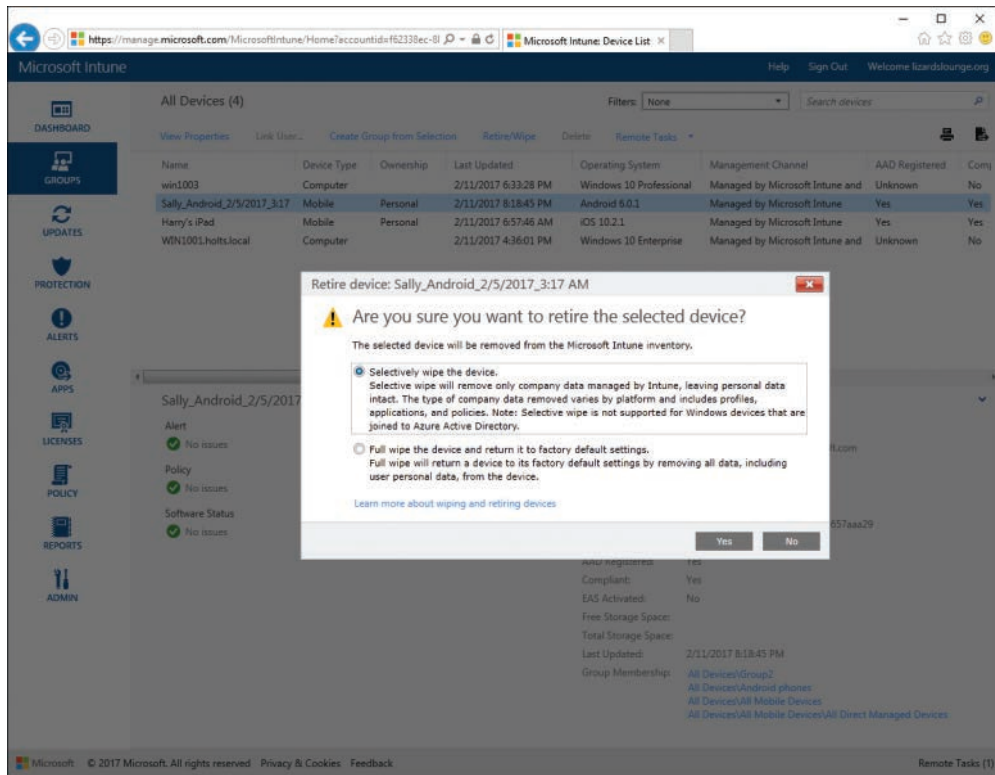 https://manage.microsoft.com/MicrosoftIntune/Home?accountid=f62338ec-8
Microsoft Intune: Device List
Microsoft Intune
Help Sign Out Welcome lizardslounge.org
DASHBOARD
GROUPS
UPDATES
PROTECTION
ALERTS
APPS
LICENSES
POLICY
REPORTS
ADMIN
All Devices (4)
Filters: None
Search devices
View Properties Link User... Create Group from Selection Retire/Wipe Delete Remote Tasks
Name Device Type Ownership Last Updated Operating System Management Channel AAD Registered Comp
win1003 Computer 2/11/2017 6:33:28 PM Windows 10 Professional Managed by Microsoft Intune and Unknown No
Sally_Android_2/5/2017_3:17 Mobile Personal 2/11/2017 8:18:45 PM Android 6.0.1 Managed by Microsoft Intune Yes Yes
Harry's iPad Mobile Personal 2/11/2017 6:57:46 AM iOS 10.2.1 Managed by Microsoft Intune Yes Yes
WIN1001.holts.local Computer 2/11/2017 4:36:01 PM Windows 10 Enterprise Managed by Microsoft Intune and Unknown No
Retire device: Sally_Android_2/5/2017_3:17 AM
Are you sure you want to retire the selected device?
The selected device will be removed from the Microsoft Intune inventory.
Selectively wipe the device.
Selective wipe will remove only company data managed by Intune, leaving personal data
intact. The type of company data removed varies by platform and includes profiles,
applications, and policies. Note: Selective wipe is not supported for Windows devices that are
joined to Azure Active Directory.
Full wipe the device and return it to factory default settings.
Full wipe will return a device to its factory default settings by removing all data, including
user personal data, from the device.
Learn more about wiping and retiring devices
Yes No
Sally_Android_2/5/2017
Alert
No issues
Policy
No issues
Software Status
No issues
657aaa29
AAD Registered: Yes
Compliant: Yes
EAS Activated: No
Free Storage Space:
Total Storage Space:
Last Updated: 2/11/2017 8:18:45 PM
Group Membership: All Devices\Group2
All Devices\Android phones
All Devices\All Mobile Devices
All Devices\All Mobile Devices\All Direct Managed Devices
Microsoft © 2017 Microsoft. All rights reserved Privacy & Cookies Feedback
Remote Tasks (1)